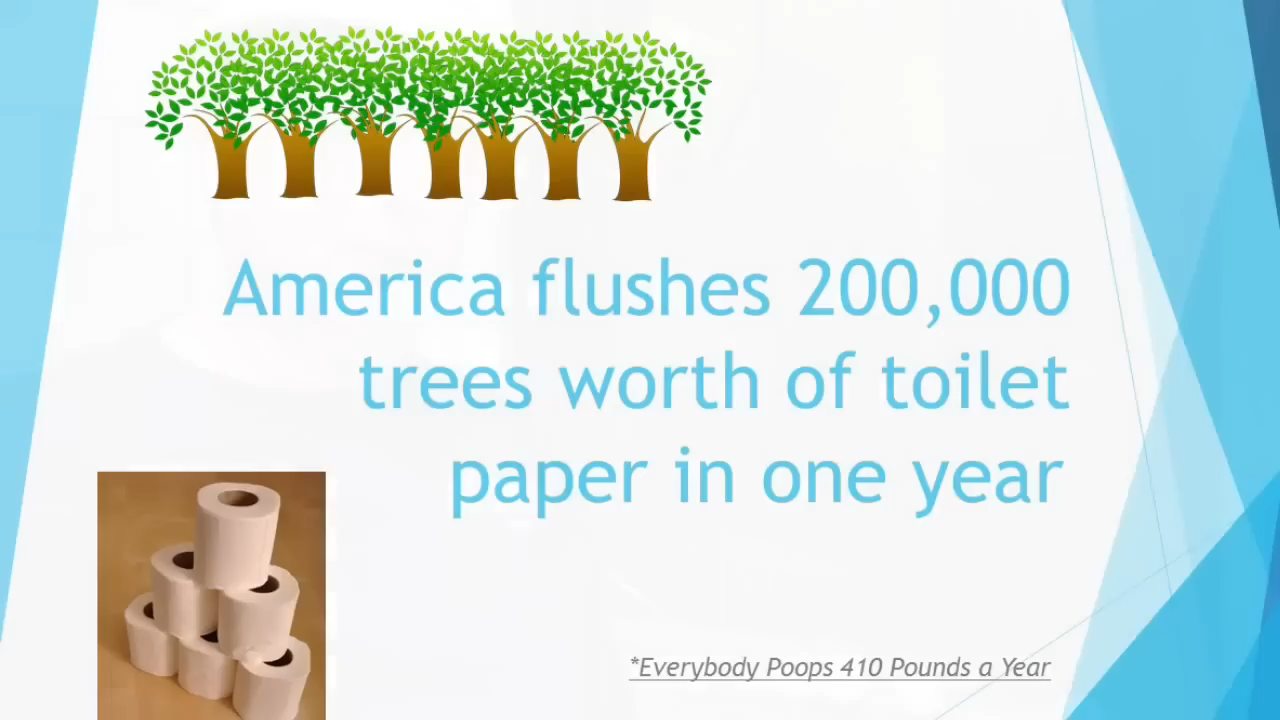 America flushes 200,000
trees worth of toilet
paper in one year
*Everybody Poops 410 Pounds a Year